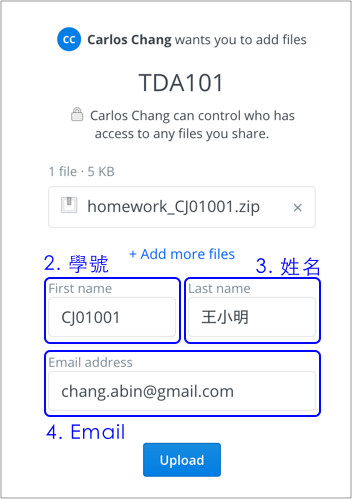 CC Carlos Chang wants you to add files
TDA101
Carlos Chang can control who has
access to any files you share.
1 file · 5 KB
homework_CJ01001.zip ×
+ Add more files
2. 學號
3. 姓名
First name
Last name
CJ01001
王小明
Email address
chang.abin@gmail.com
4. Email
Upload